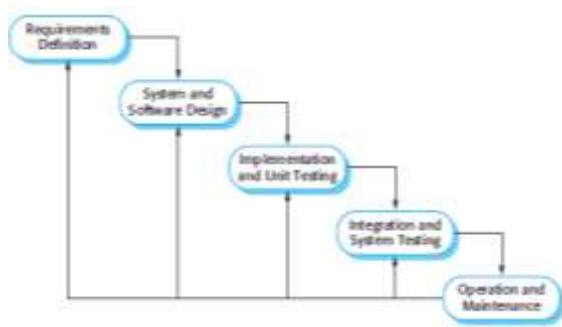 Requirements
Definition
System and
Software Design
Implementation
and Unit Testing
Integration and
System Testing
Operation and
Maintenance